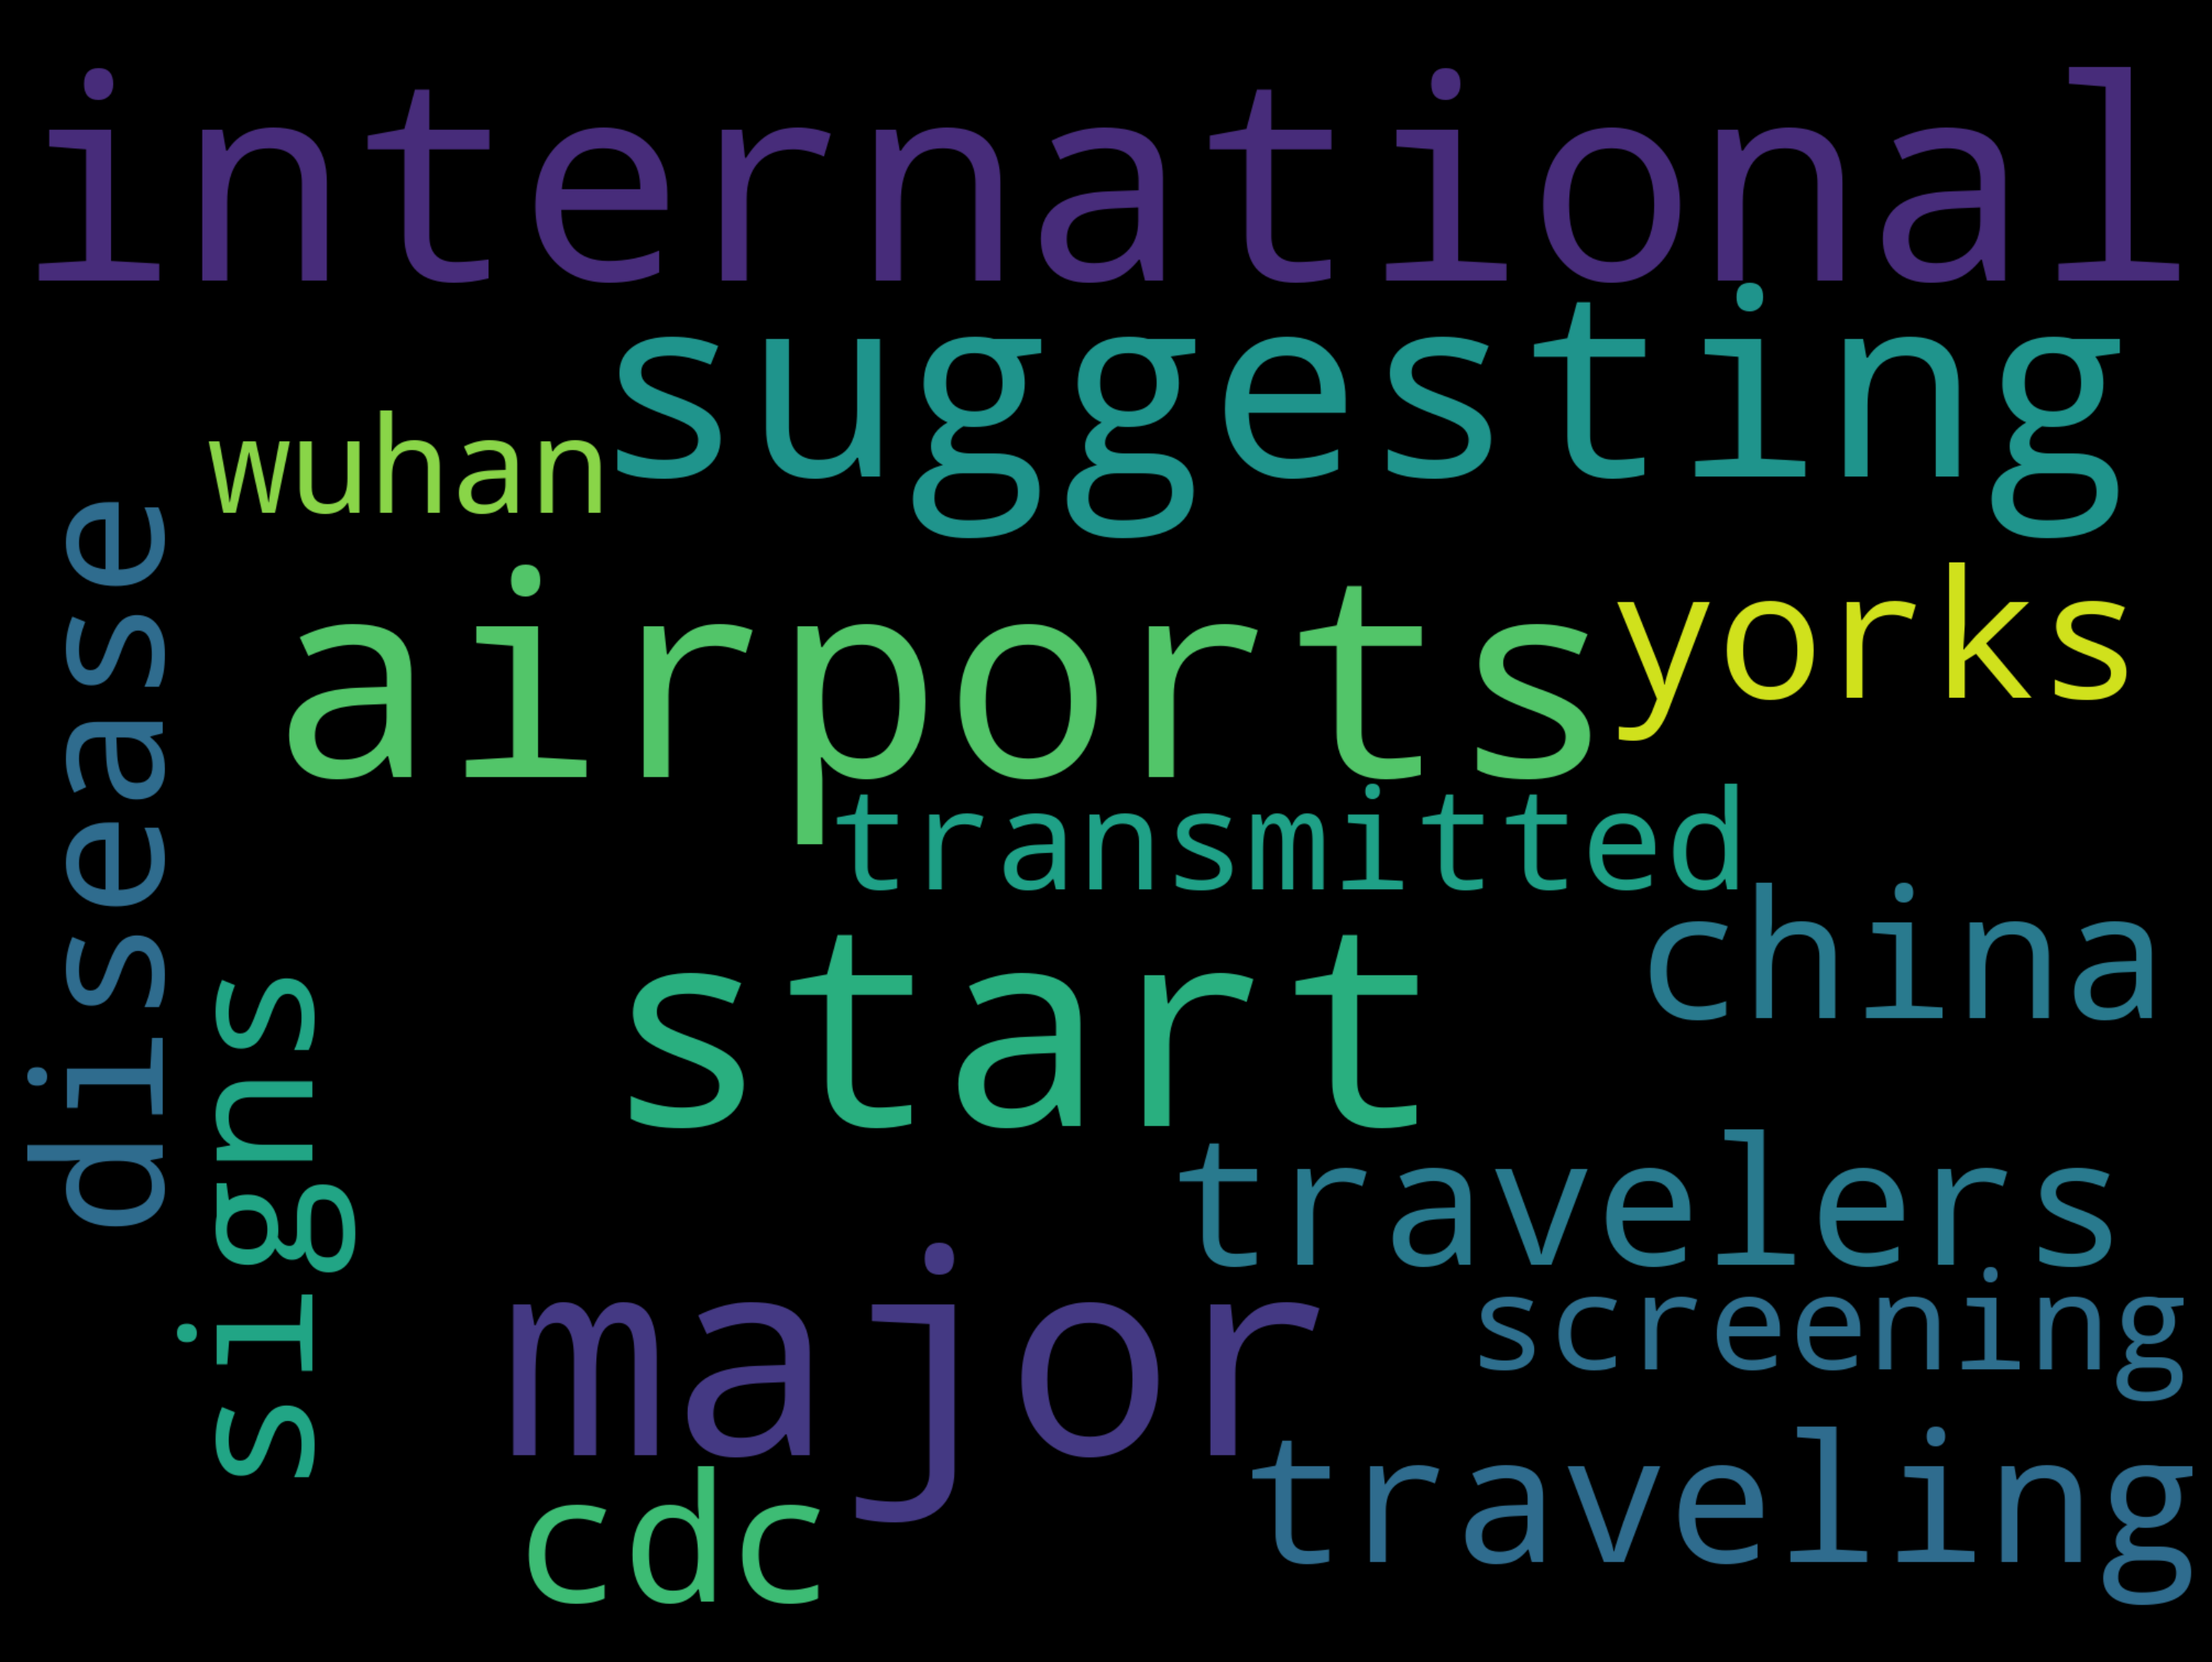 international
suggesting
wuhan
disease
airports
yorks
transmitted
china
signs
start
travelers
major
screening
traveling
cdc